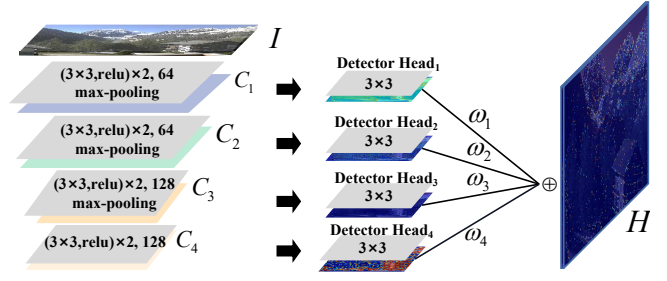 I
(3×3,relu)×2, 64
max-pooling
C1
Detector Head1
3×3
ω1
(3×3,relu)×2, 64
max-pooling
C2
Detector Head2
3×3
ω2
(3×3,relu)×2, 128
max-pooling
C3
Detector Head3
3×3
ω3
(3×3,relu)×2, 128
C4
Detector Head4
3×3
ω4
⊕
H